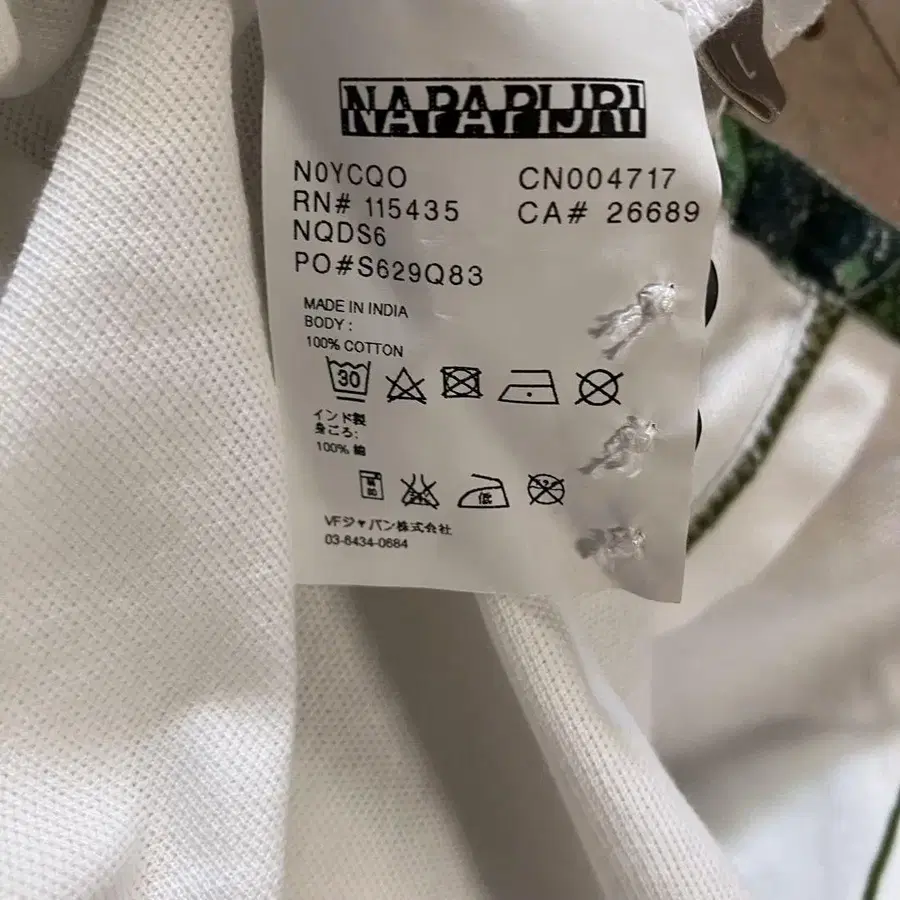 NAPAPIJRI
N0YCQO CN004717
RN# 115435 CA# 26689
NQDS6
PO#S629Q83
MADE IN INDIA
BODY :
100% COTTON
30
インド製
身ごろ:
100% 綿
低
VFジャパン株式会社
03-6434-0684
L